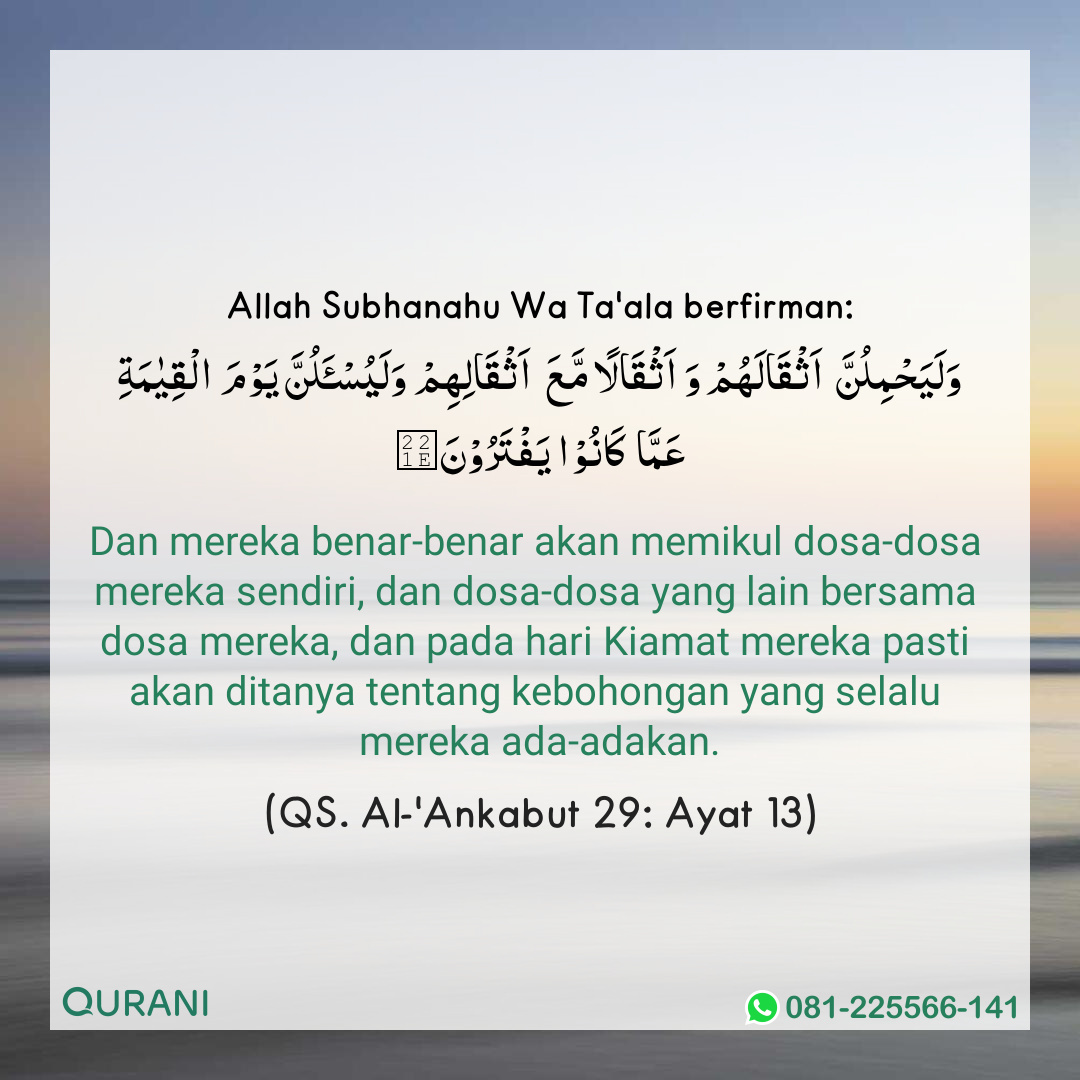 Allah Subhanahu Wa Ta'ala berfirman:
وَلَيَحْمِلُنَّ اَثْقَالَهُمْ وَ اَثْقَالًا مَّعَ اَثْقَالِهِمْ وَلَيُسْـَٔلُنَّ يَوْمَ الْقِيٰمَةِ
عَمَّا كَانُوْا يَفْتَرُوْنَ∞
Dan mereka benar-benar akan memikul dosa-dosa
mereka sendiri, dan dosa-dosa yang lain bersama
dosa mereka, dan pada hari Kiamat mereka pasti
akan ditanya tentang kebohongan yang selalu
mereka ada-adakan.
(QS. Al-'Ankabut 29: Ayat 13)
QURANI
081-225566-141